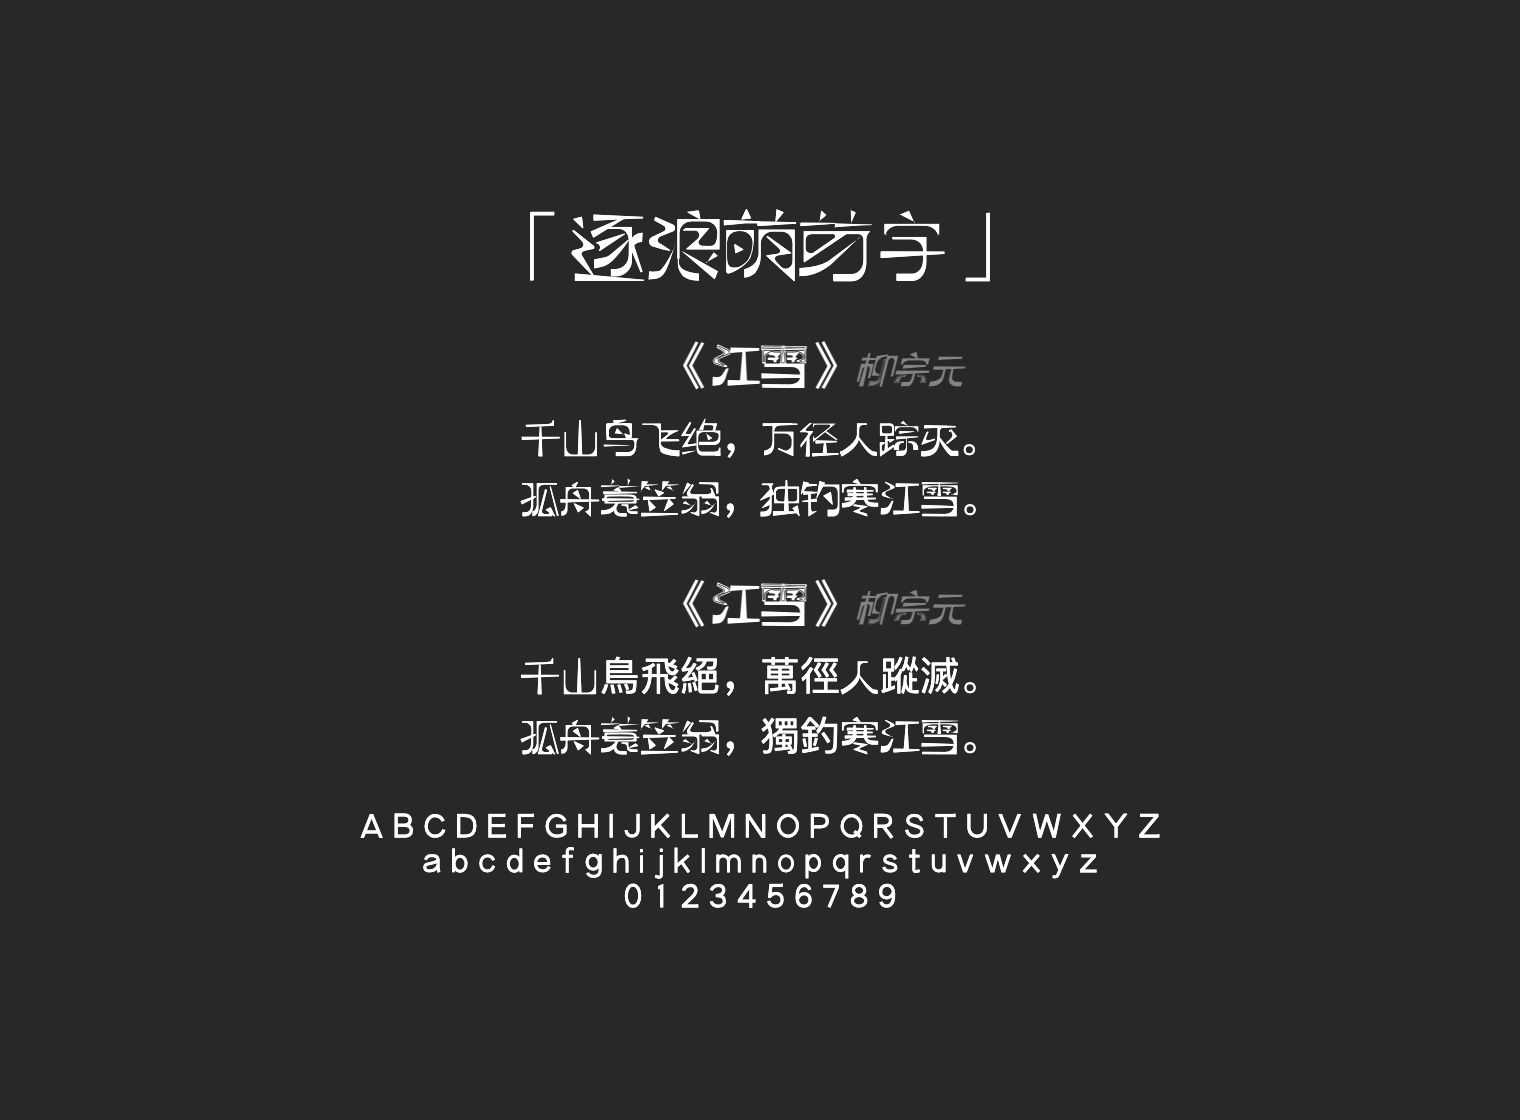 「逐浪萌芽字」
《江雪》柳宗元
千山鸟飞绝，万径人踪灭。
孤舟蓑笠翁，独钓寒江雪。
《江雪》柳宗元
千山鳥飛絕，萬徑人蹤滅。
孤舟蓑笠翁，獨釣寒江雪。
A B C D E F G H I J K L M N O P Q R S T U V W X Y Z
a b c d e f g h i j k l m n o p q r s t u v w x y z
0 1 2 3 4 5 6 7 8 9